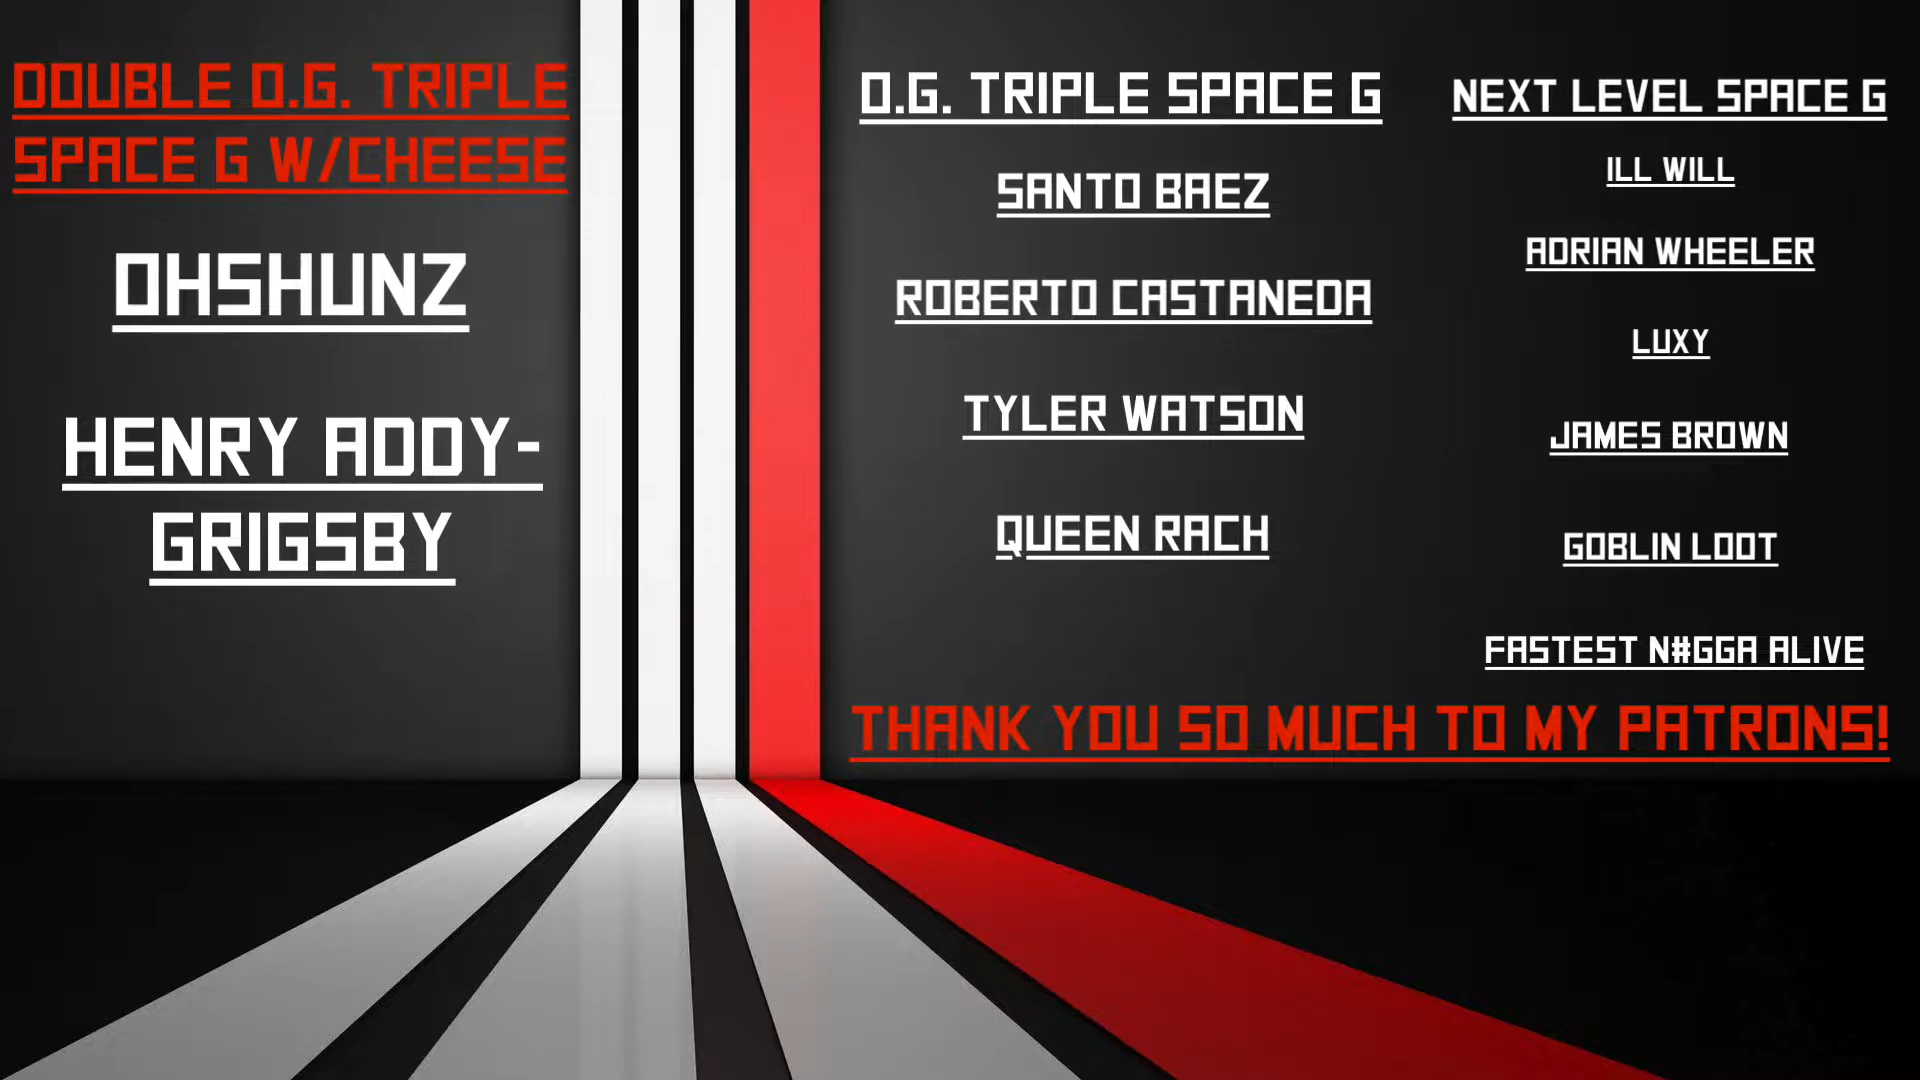 DOUBLE O.G. TRIPLE
SPACE G W/CHEESE
OHSHUNZ
HENRY ADDY-
GRIGSBY
O.G. TRIPLE SPACE G
SANTO BAEZ
ROBERTO CASTANEDA
TYLER WATSON
QUEEN RACH
NEXT LEVEL SPACE G
ILL WILL
ADRIAN WHEELER
LUXY
JAMES BROWN
GOBLIN LOOT
FASTEST N#GGA ALIVE
THANK YOU SO MUCH TO MY PATRONS!